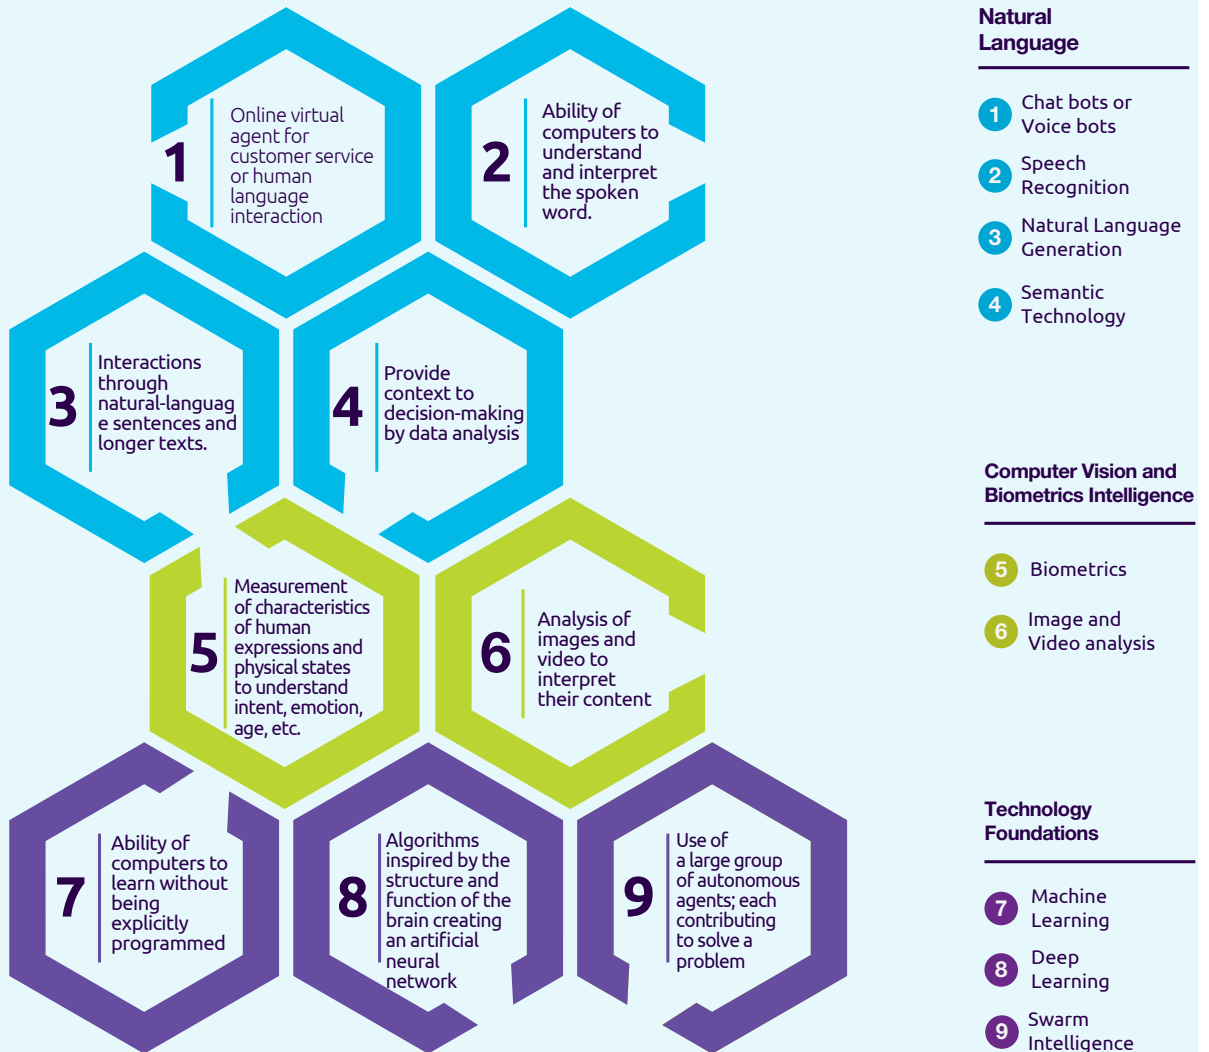 1
Online virtual
agent for
customer service
or human
language
interaction
2
Ability of
computers to
understand
and interpret
the spoken
word.
3
Interactions
through
natural-languag
e sentences and
longer texts.
4
Provide
context to
decision-making
by data analysis
5
Measurement
of characteristics
of human
expressions and
physical states
to understand
intent, emotion,
age, etc.
6
Analysis of
images and
video to
interpret
their content
7
Ability of
computers to
learn without
being
explicitly
programmed
8
Algorithms
inspired by the
structure and
function of the
brain creating
an artificial
neural
network
9
Use of
a large group
of autonomous
agents; each
contributing
to solve a
problem
Natural
Language
1 Chat bots or
Voice bots
2 Speech
Recognition
3 Natural Language
Generation
4 Semantic
Technology
Computer Vision and
Biometrics Intelligence
5 Biometrics
6 Image and
Video analysis
Technology
Foundations
7 Machine
Learning
8 Deep
Learning
9 Swarm
Intelligence